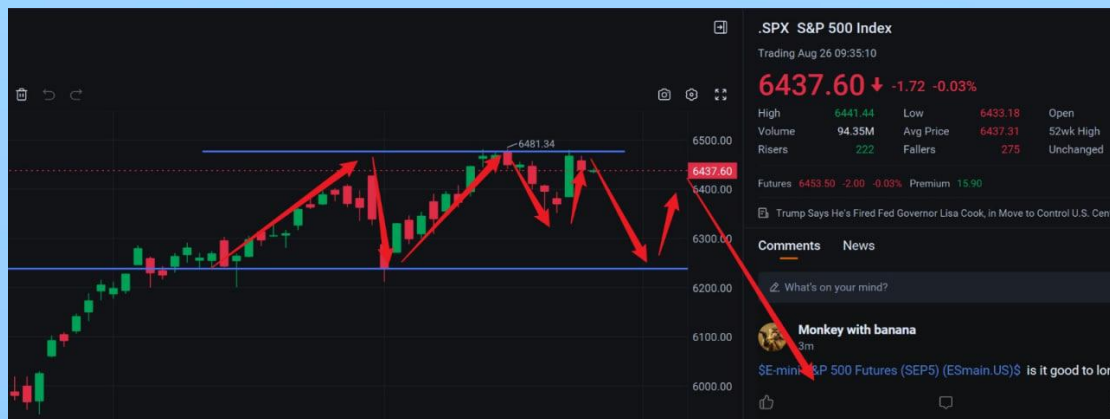 .SPX S&P 500 Index
Trading Aug 26 09:35:10
6437.60 -1.72 -0.03%
High 6441.44 Low 6433.18 Open
Volume 94.35M Avg Price 6437.31 52wk High
Risers 222 Fallers 275 Unchanged
Futures 6453.50 -2.00 -0.03% Premium 15.90
Trump Says He's Fired Fed Governor Lisa Cook, in Move to Control U.S. Cen
Comments News
What's on your mind?
Monkey with banana
3m
$E-mini S&P 500 Futures (SEP5) (ESmain.US)$ is it good to lon
6481.34
6500.00
6437.60
6400.00
6300.00
6200.00
6100.00
6000.00